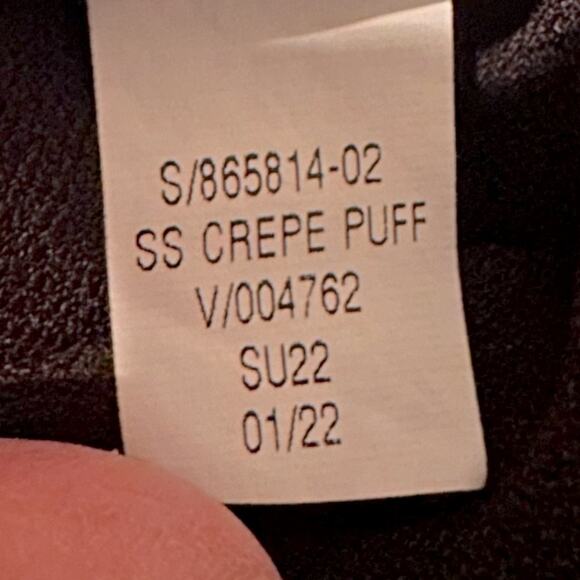 S/865814-02
SS CREPE PUFF
V/004762
SU22
01/22